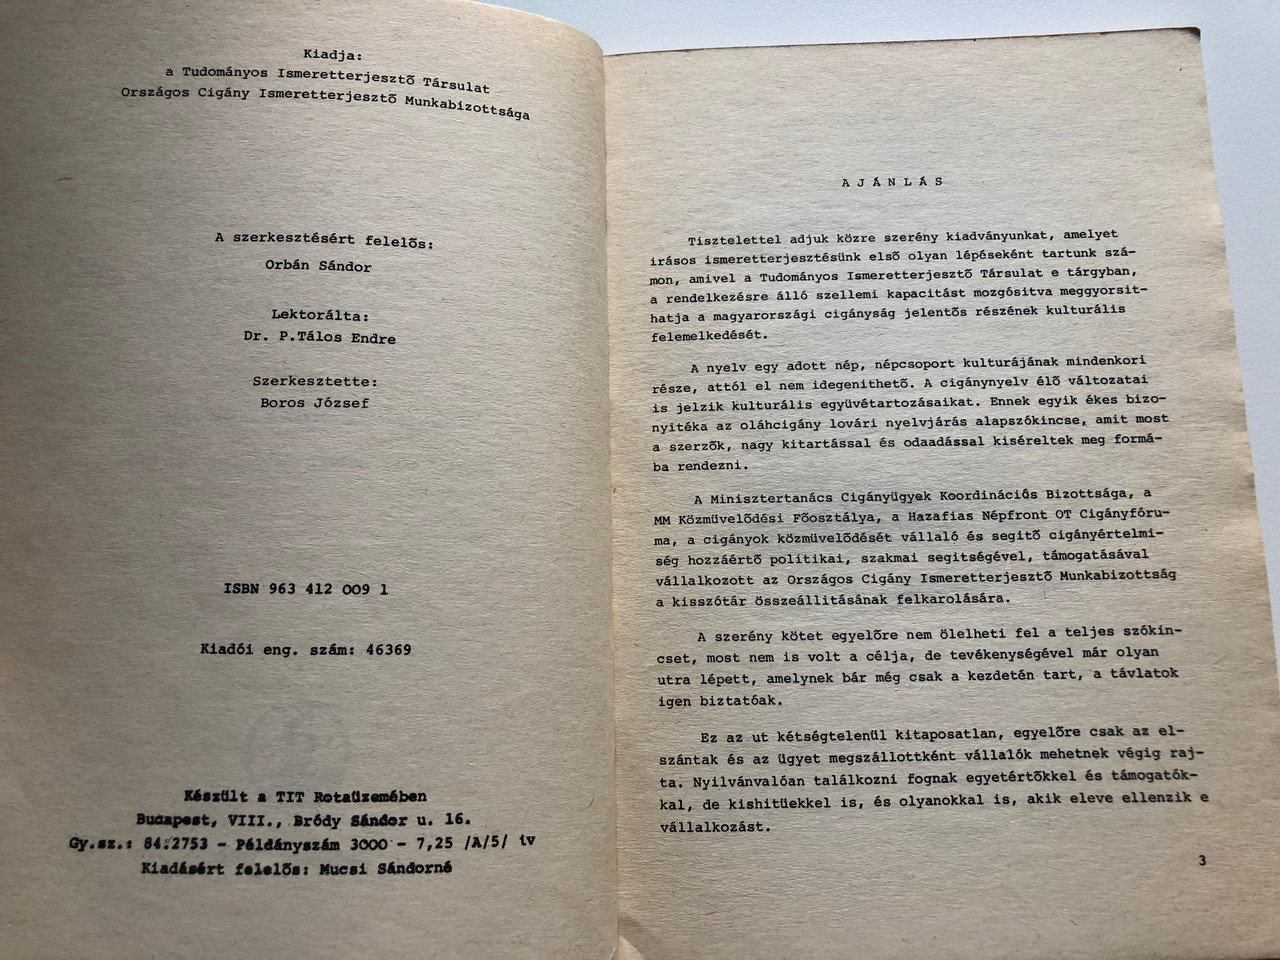 Kiadja:
a Tudományos Ismeretterjesztő Társulat
Országos Cigány Ismeretterjesztő Munkabizottsága
A szerkesztésért felelős:
Orbán Sándor
Lektorálta:
Dr. P.Tálos Endre
Szerkesztette:
Boros József
ISBN 963 412 009 1
Kiadói eng. szám: 46369
Készült a TIT Rotaüzemében
Budapest, VIII., Bródy Sándor u. 16.
Gy.sz.: 84.2753 - Példányszám 3000 - 7,25 /A/5/ iv
Kiadásért felelős: Mucsi Sándorné
A J Á N L Á S
Tisztelettel adjuk közre szerény kiadványunkat, amelyet
irásos ismeretterjesztésünk első olyan lépéseként tartunk szá-
mon, amivel a Tudományos Ismeretterjesztő Társulat e tárgyban,
a rendelkezésre álló szellemi kapacitást mozgósitva meggyorsit-
hatja a magyarországi cigányság jelentős részének kulturális
felemelkedését.
A nyelv egy adott nép, népcsoport kulturájának mindenkori
része, attól el nem idegenithető. A cigánynyelv élő változatai
is jelzik kulturális együvétartozásaikat. Ennek egyik ékes bizo-
nyitéka az oláhcigány lovári nyelvjárás alapszókincse, amit most
a szerzők, nagy kitartással és odaadással kiséreltek meg formá-
ba rendezni.
A Minisztertanács Cigányügyek Koordinációs Bizottsága, a
MM Közmüvelődési Főosztálya, a Hazafias Népfront OT Cigányfóru-
ma, a cigányok közmüvelődését vállaló és segitő cigányértelmi-
ség hozzáértő politikai, szakmai segitségével, támogatásával
vállalkozott az Országos Cigány Ismeretterjesztő Munkabizottság
a kisszótár összeállitásának felkarolására.
A szerény kötet egyelőre nem ölelheti fel a teljes szókin-
cset, most nem is volt a célja, de tevékenységével már olyan
utra lépett, amelynek bár még csak a kezdetén tart, a távlatok
igen biztatóak.
Ez az ut kétségtelenül kitaposatlan, egyelőre csak az el-
szántak és az ügyet megszállottként vállalók mehetnek végig raj-
ta. Nyilvánvalóan találkozni fognak egyetértőkkel és támogatók-
kal, de kishitüekkel is, és olyanokkal is, akik eleve ellenzik e
vállalkozást.
3